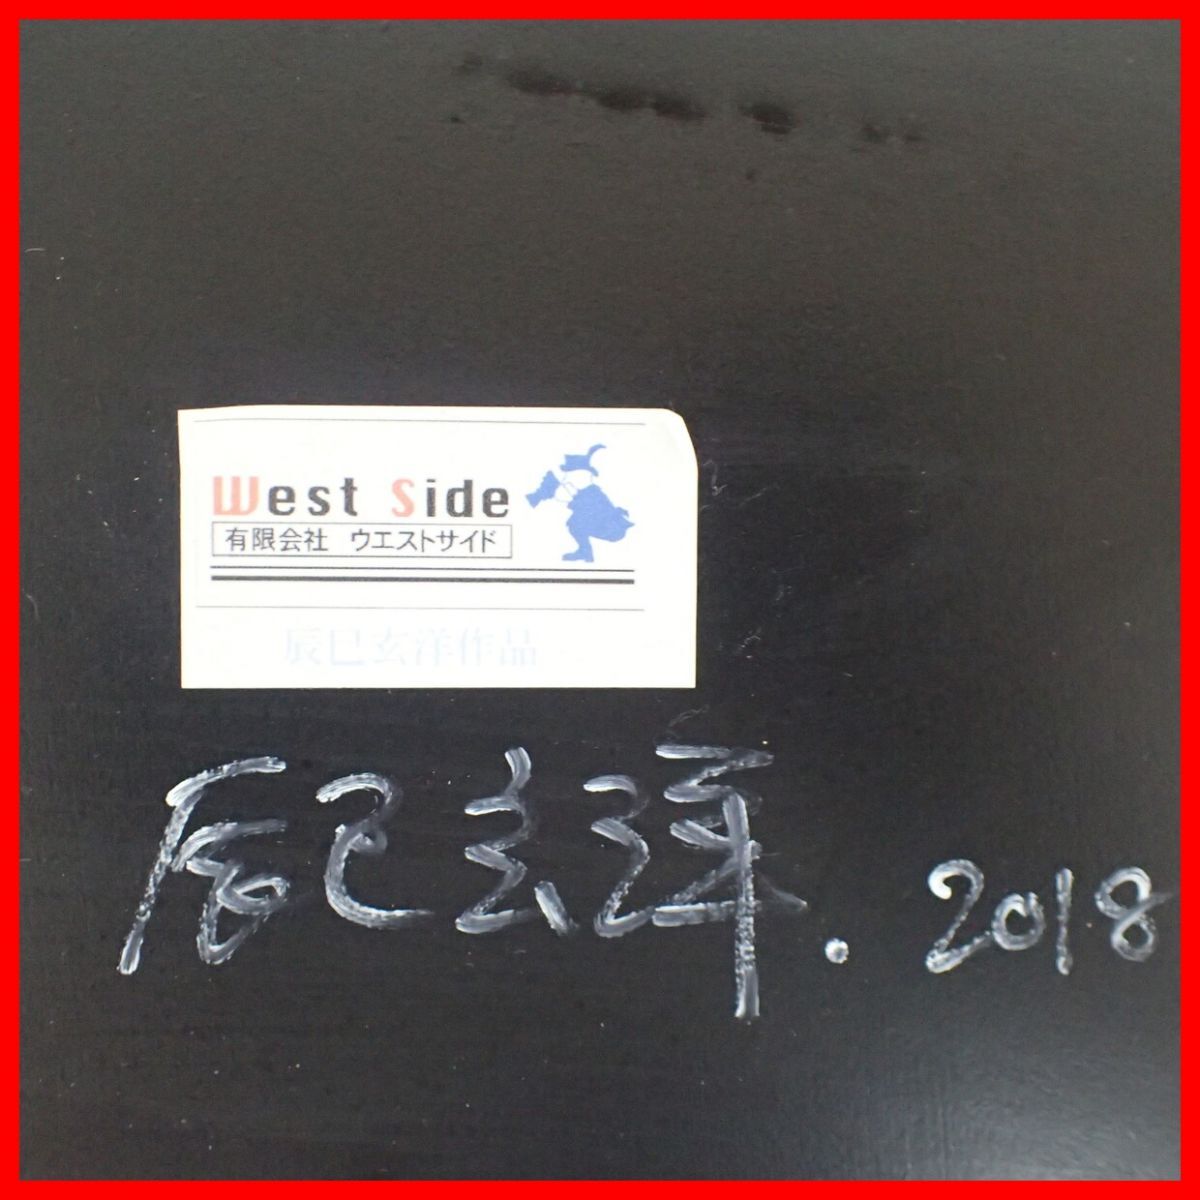 West Side
有限会社 ウエストサイド
辰巳玄洋作品
辰巳玄洋. 2018